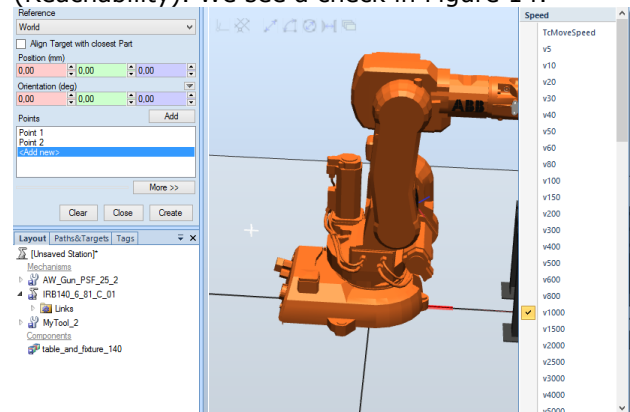 (Reachability). We see a check in Figure 14.
Reference
World
Align Target with closest Part
Position (mm)
0,00 0,00 0,00
Orientation (deg)
0,00 0,00 0,00
Points Add
Point 1
Point 2
<Add new>
More >>
Clear Close Create
Layout Paths&Targets Tags
[Unsaved Station]*
Mechanisms
AW_Gun_PSF_25_2
IRB140_6_81_C_01
Links
MyTool_2
Components
table_and_fixture_140
ABB
Speed
TcMoveSpeed
v5
v10
v20
v30
v40
v50
v60
v80
v100
v150
v200
v300
v400
v500
v600
v800
v1000
v1500
v2000
v2500
v3000
v4000
v5000